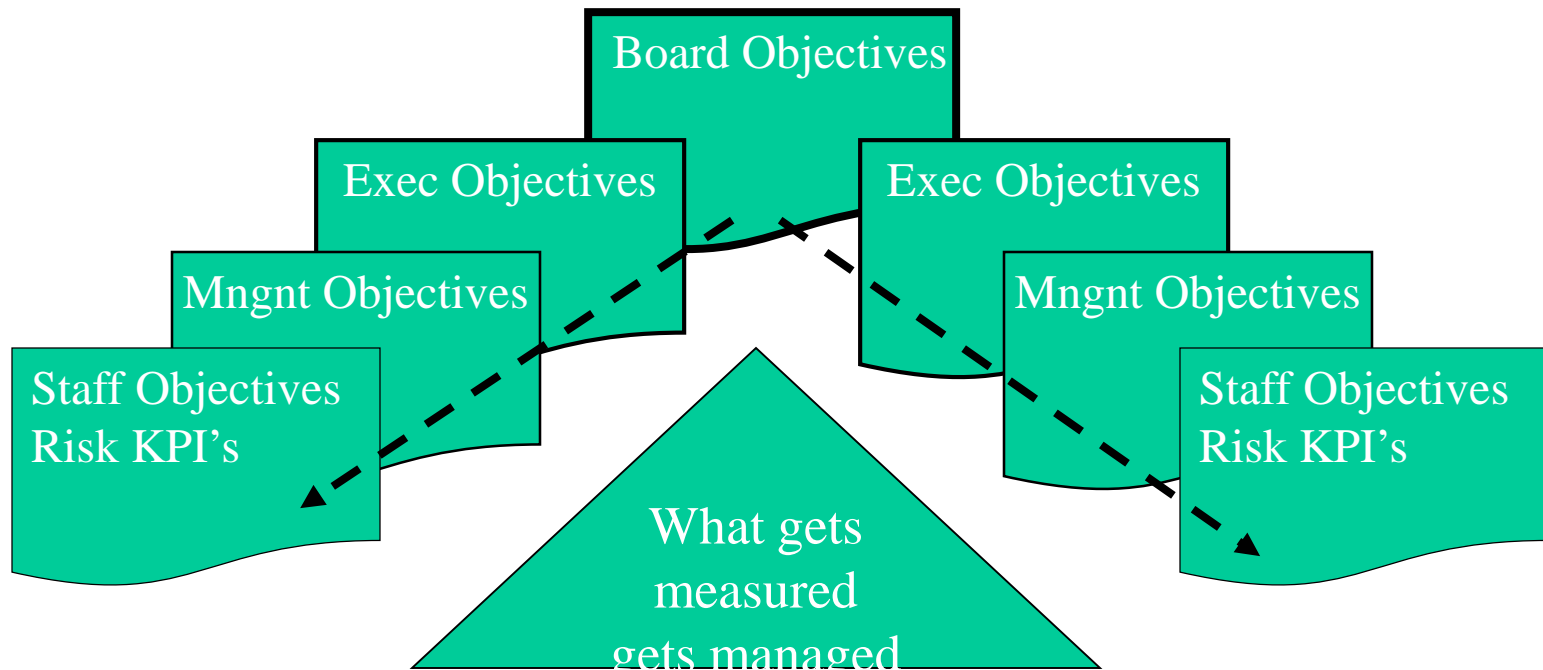 Board Objectives
Exec Objectives
Exec Objectives
Mngnt Objectives
Mngnt Objectives
Staff Objectives
Risk KPI's
Staff Objectives
Risk KPI's
What gets
measured
gets managed